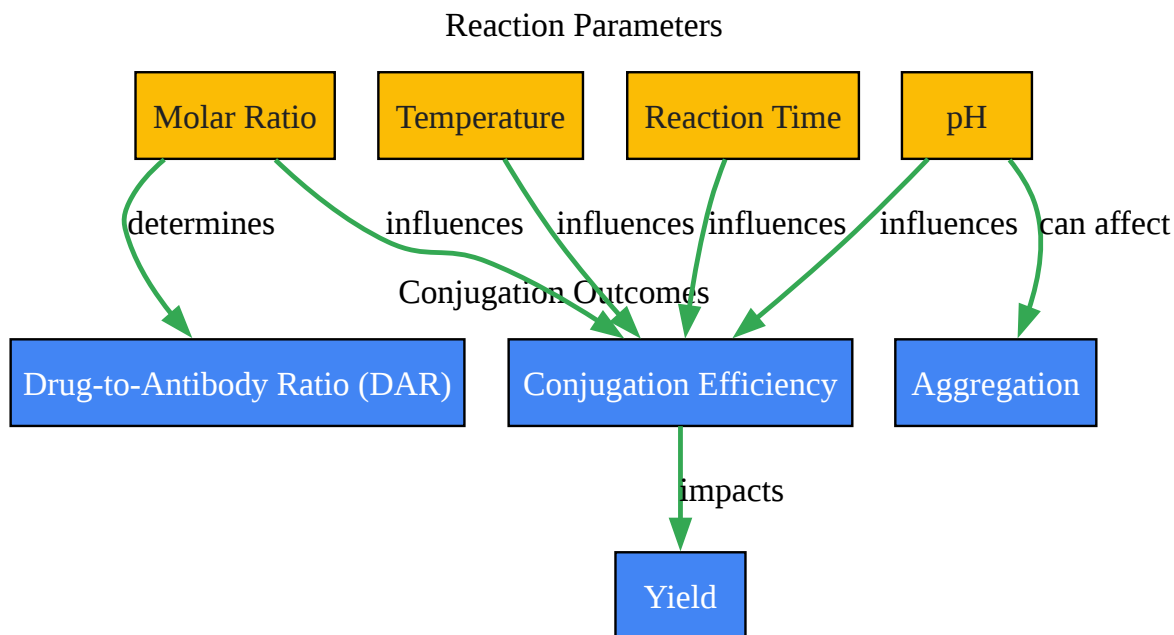 Reaction Parameters
Molar Ratio
Temperature
Reaction Time
pH
determines
influences
influences
influences
influences
can affect
Conjugation Outcomes
Drug-to-Antibody Ratio (DAR)
Conjugation Efficiency
Aggregation
impacts
Yield